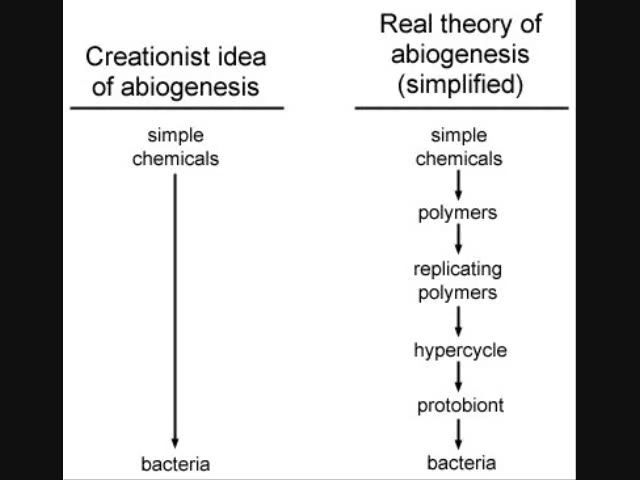 Creationist idea
of abiogenesis
simple
chemicals
bacteria
Real theory of
abiogenesis
(simplified)
simple
chemicals
polymers
replicating
polymers
hypercycle
protobiont
bacteria